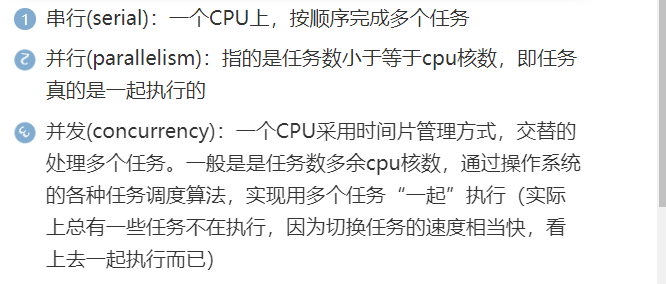 1 串行(serial)：一个CPU上，按顺序完成多个任务
2 并行(parallelism)：指的是任务数小于等于cpu核数，即任务
真的是一起执行的
3 并发(concurrency)：一个CPU采用时间片管理方式，交替的
处理多个任务。一般是是任务数多余cpu核数，通过操作系统
的各种任务调度算法，实现用多个任务“一起”执行（实际
上总有一些任务不在执行，因为切换任务的速度相当快，看
上去一起执行而已）